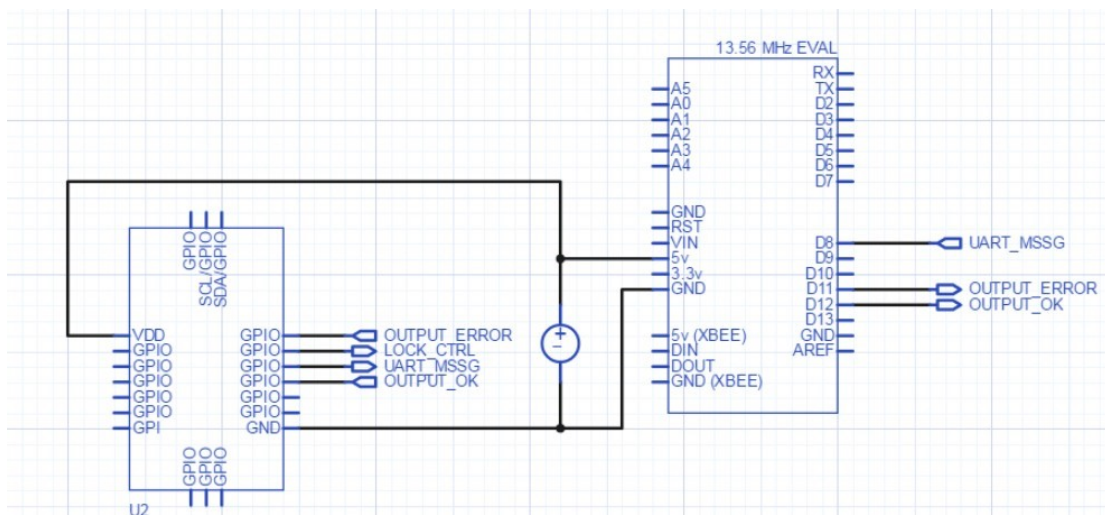 13.56 MHz EVAL
RX
A5
TX
A0
D2
A1
D3
A2
D4
A3
D5
A4
D6
D7
GND
RST
VIN
D8
UART_MSSG
5v
D9
3.3v
D10
GND
D11
OUTPUT_ERROR
D12
OUTPUT_OK
D13
5v (XBEE)
GND
DIN
AREF
DOUT
GND (XBEE)
GPIO
SCL/GPIO
SDA/GPIO
VDD
GPIO
OUTPUT_ERROR
GPIO
GPIO
LOCK_CTRL
GPIO
GPIO
UART_MSSG
GPIO
GPIO
OUTPUT_OK
GPIO
GPIO
GPIO
GPIO
GPI
GND
+
−
GPIO
GPIO
GPIO
U2